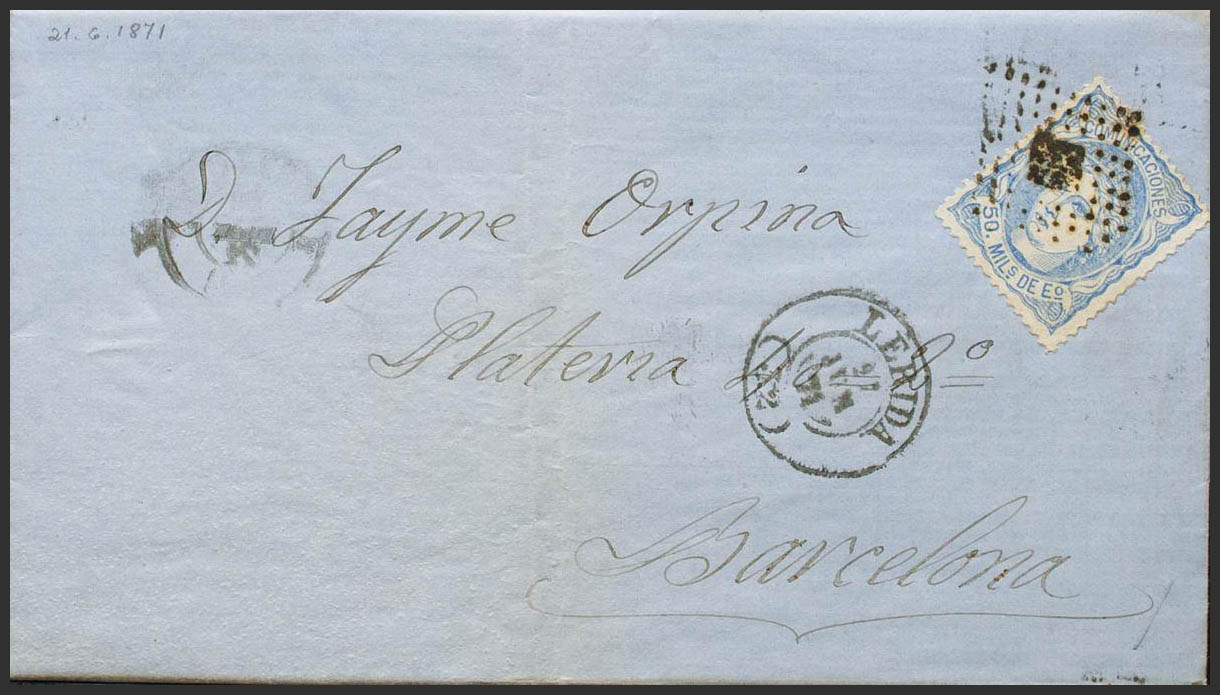 21. 6. 1871
COMUNICACIONES
50. MILS DE EO
D. Jayme Orpina
Plateria
LERIDA
Barcelona